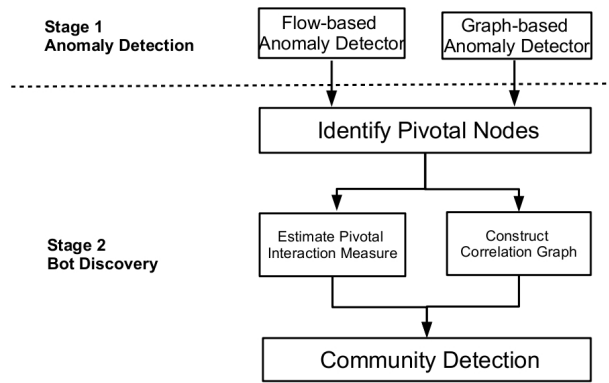 Stage 1
Anomaly Detection
Flow-based
Anomaly Detector
Graph-based
Anomaly Detector
Identify Pivotal Nodes
Stage 2
Bot Discovery
Estimate Pivotal
Interaction Measure
Construct
Correlation Graph
Community Detection